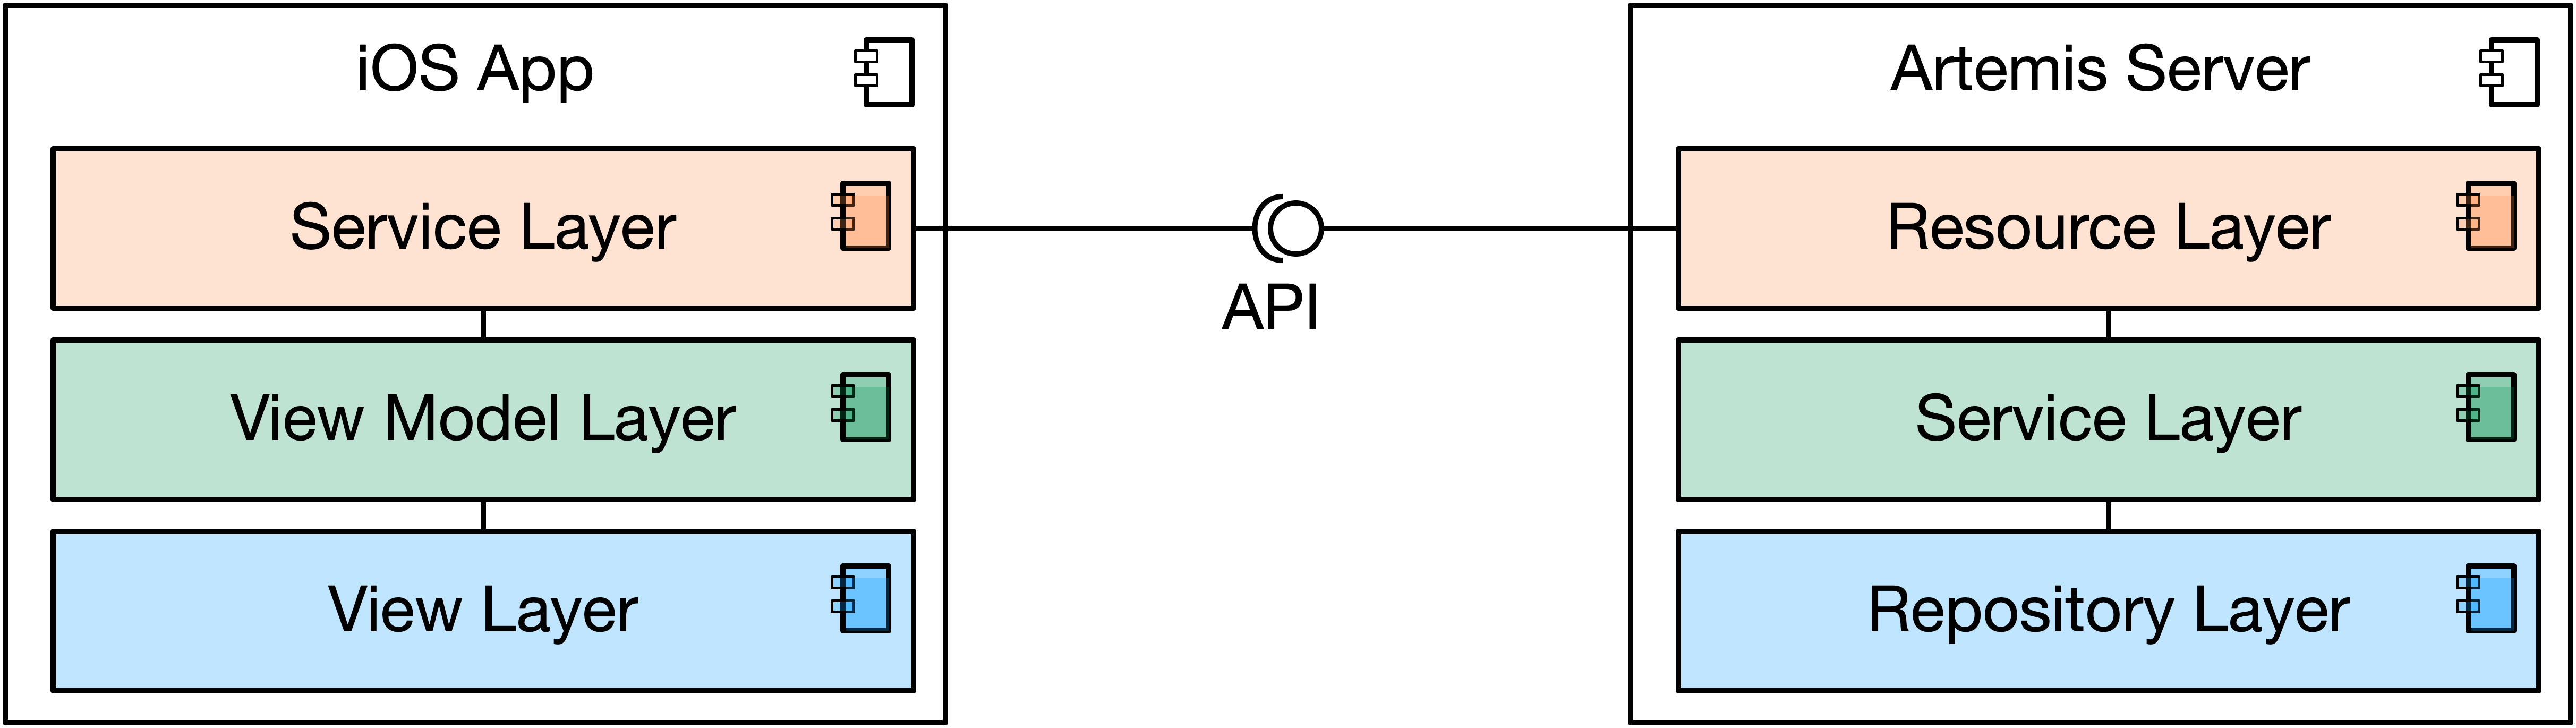 iOS App
Service Layer
View Model Layer
View Layer
API
Artemis Server
Resource Layer
Service Layer
Repository Layer